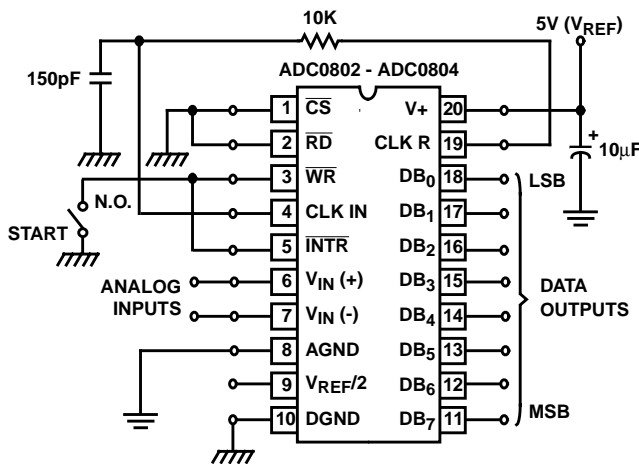 10K
5V (VREF)
150pF
ADC0802 - ADC0804
1 CS V+ 20
2 RD CLK R 19
+
10μF
3 WR DB0 18 LSB
N.O.
START
4 CLK IN DB1 17
5 INTR DB2 16
ANALOG
INPUTS
6 VIN (+) DB3 15
DATA
OUTPUTS
7 VIN (-) DB4 14
8 AGND DB5 13
9 VREF/2 DB6 12
10 DGND DB7 11 MSB